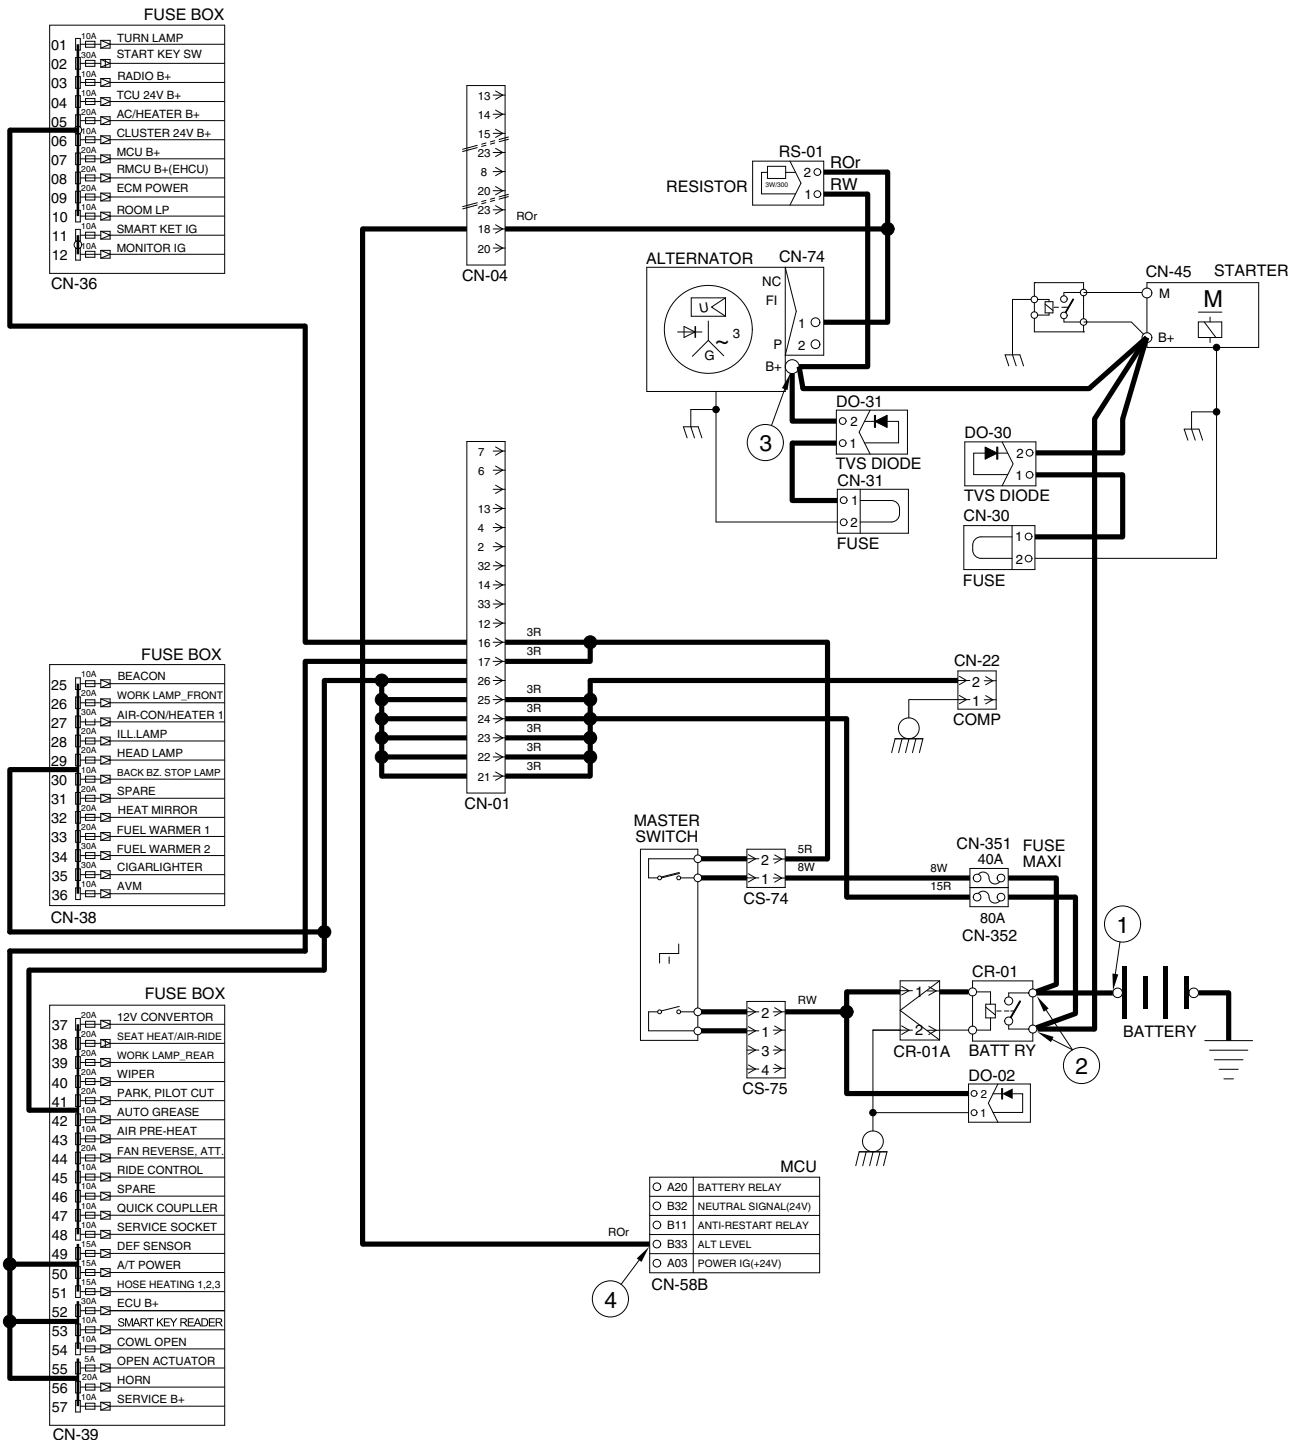 FUSE BOX
01 10A TURN LAMP
02 30A START KEY SW
03 10A RADIO B+
04 10A TCU 24V B+
05 20A AC/HEATER B+
06 10A CLUSTER 24V B+
07 20A MCU B+
08 20A RMCU B+(EHCU)
09 20A ECM POWER
10 10A ROOM LP
11 10A SMART KET IG
12 10A MONITOR IG
CN-36
13
14
15
23
8
20
23
18 ROr
20
CN-04
RS-01
RESISTOR
3W/300
2 ROr
1 RW
ALTERNATOR
CN-74
NC
FI
U
3
G
1
P 2
B+
3
CN-45 STARTER
M
M
B+
DO-31
2
1
TVS DIODE
CN-31
1
2
FUSE
DO-30
2
1
TVS DIODE
CN-30
1
2
FUSE
7
6
13
4
2
32
14
33
12
16 3R
17 3R
26
25 3R
24 3R
23 3R
22 3R
21 3R
CN-01
CN-22
2
1
COMP
FUSE BOX
25 10A BEACON
26 20A WORK LAMP_FRONT
27 30A AIR-CON/HEATER 1
28 20A ILL.LAMP
29 20A HEAD LAMP
30 10A BACK BZ. STOP LAMP
31 20A SPARE
32 20A HEAT MIRROR
33 20A FUEL WARMER 1
34 30A FUEL WARMER 2
35 30A CIGARLIGHTER
36 10A AVM
CN-38
MASTER
SWITCH
2 5R
1 8W
CS-74
CN-351
40A
FUSE
MAXI
8W
15R
80A
CN-352
1
BATTERY
CR-01
BATT RY
2
1
2
CR-01A
2 RW
1
3
4
CS-75
DO-02
2
1
FUSE BOX
37 20A 12V CONVERTOR
38 20A SEAT HEAT/AIR-RIDE
39 20A WORK LAMP_REAR
40 20A WIPER
41 20A PARK, PILOT CUT
42 10A AUTO GREASE
43 10A AIR PRE-HEAT
44 20A FAN REVERSE, ATT.
45 10A RIDE CONTROL
46 10A SPARE
47 10A QUICK COUPLLER
48 10A SERVICE SOCKET
49 15A DEF SENSOR
50 15A A/T POWER
51 15A HOSE HEATING 1,2,3
52 30A ECU B+
53 10A SMART KEY READER
54 10A COWL OPEN
55 5A OPEN ACTUATOR
56 20A HORN
57 10A SERVICE B+
CN-39
MCU
A20 BATTERY RELAY
B32 NEUTRAL SIGNAL(24V)
B11 ANTI-RESTART RELAY
ROr B33 ALT LEVEL
A03 POWER IG(+24V)
CN-58B
4